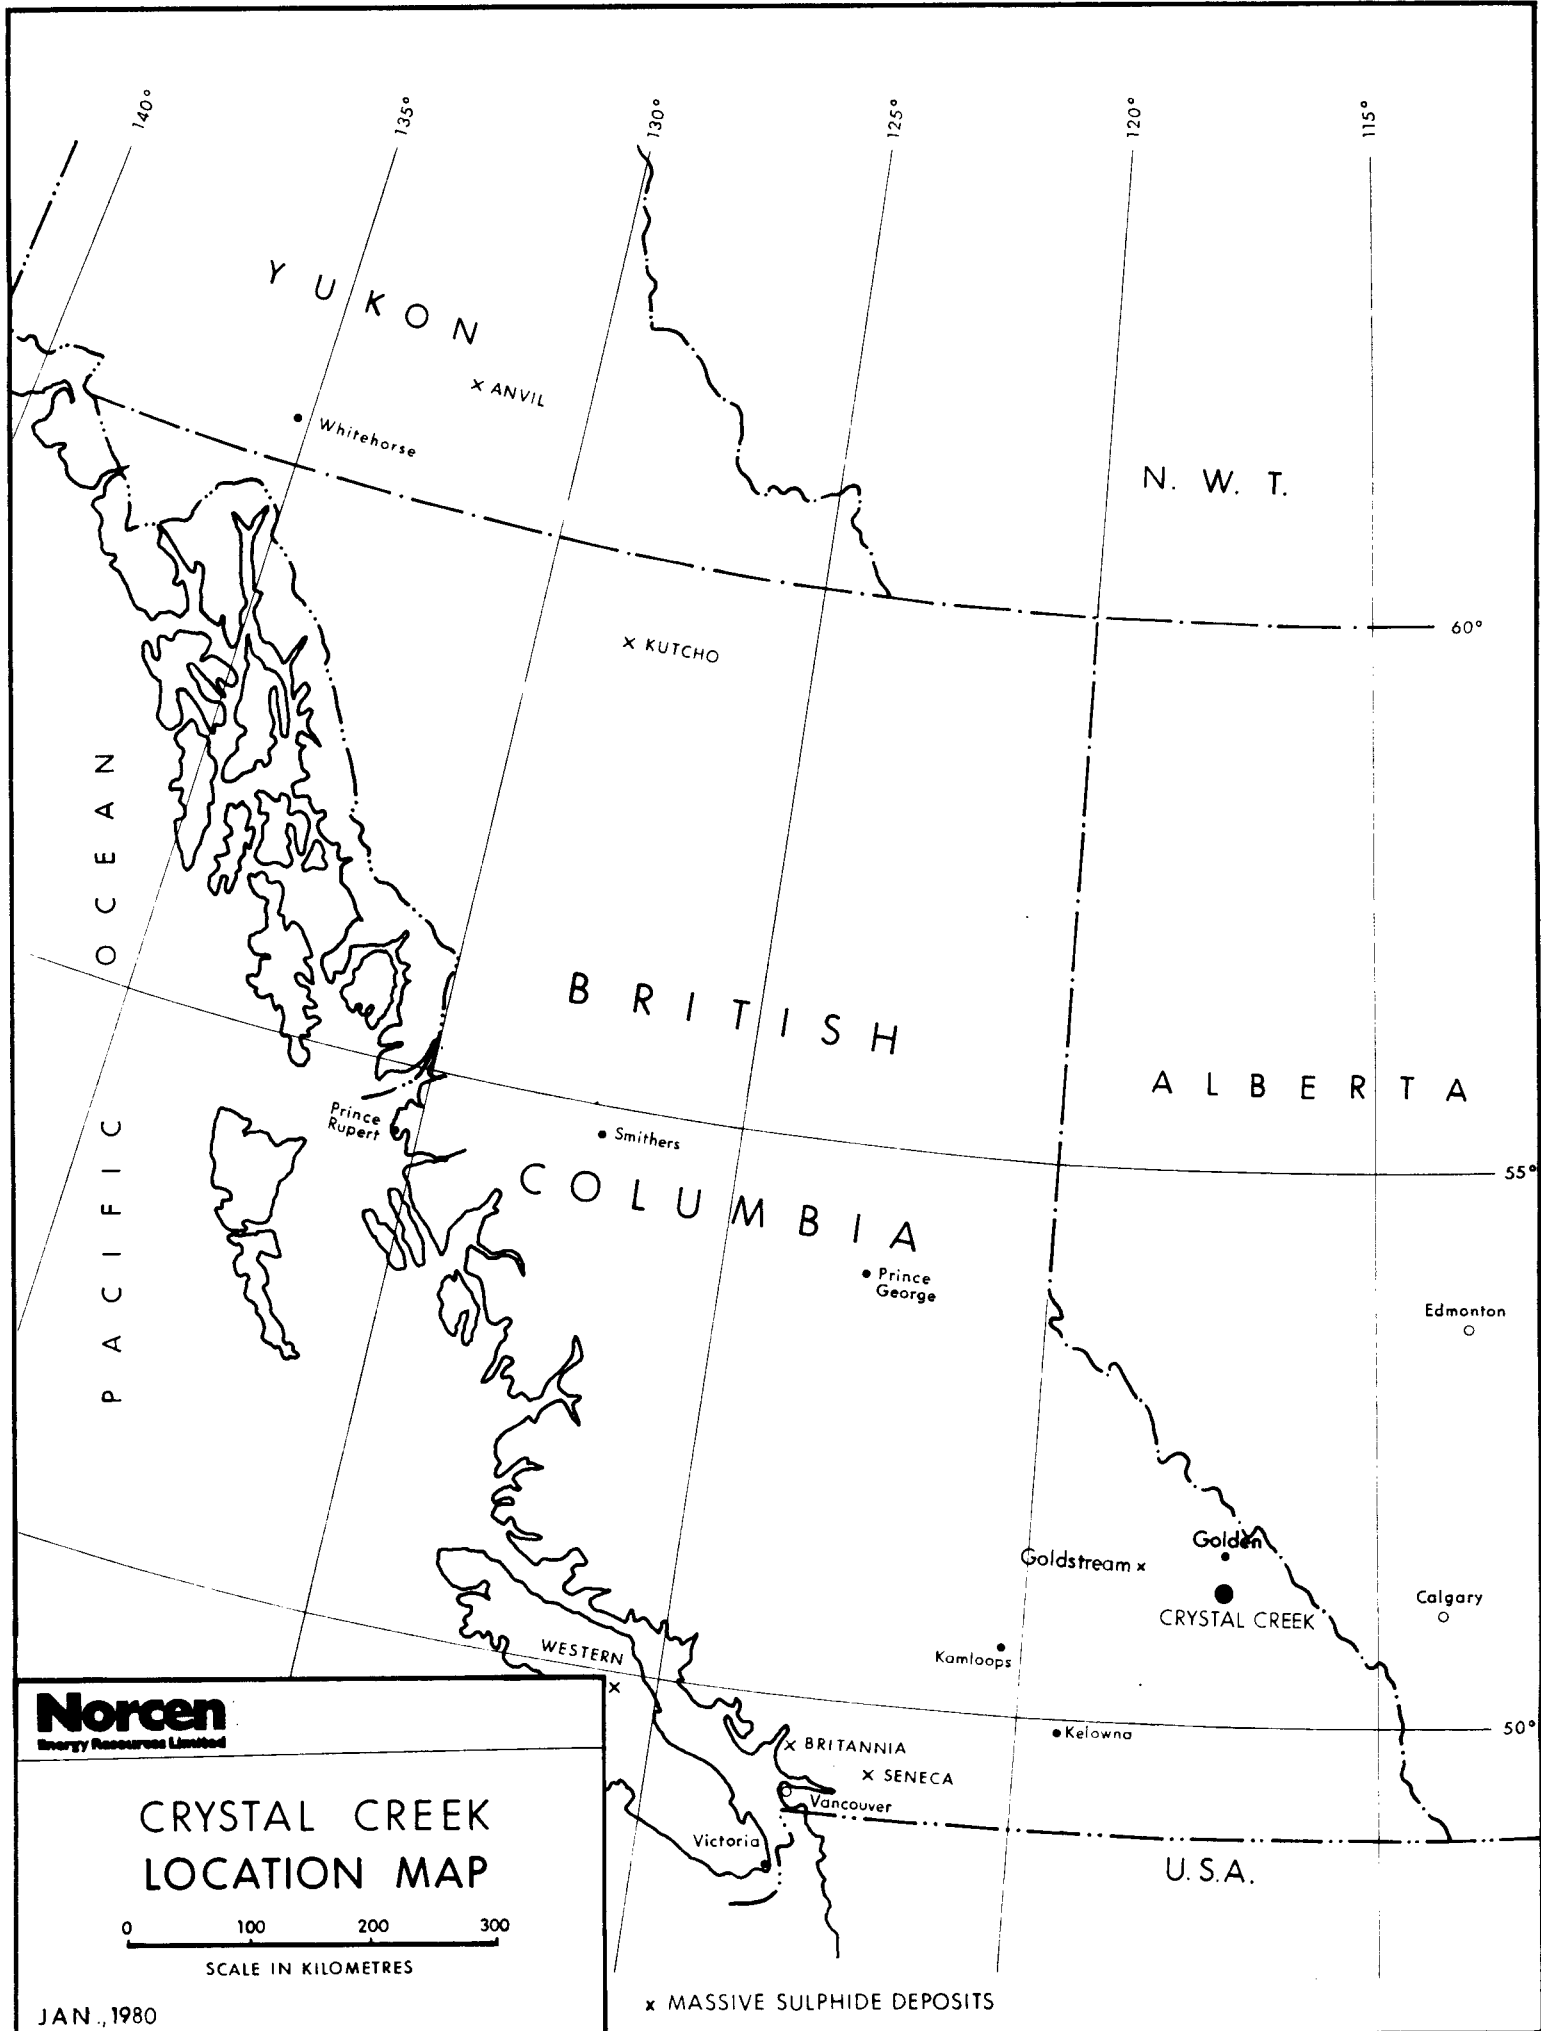 140°
135°
130°
125°
120°
115°
YUKON
x ANVIL
Whitehorse
N. W. T.
60°
x KUTCHO
PACIFIC OCEAN
BRITISH
COLUMBIA
ALBERTA
Prince
Rupert
Smithers
55°
Prince
George
Edmonton
Golden
Goldstream x
CRYSTAL CREEK
Calgary
Kamloops
WESTERN
x
50°
Kelowna
x BRITANNIA
x SENECA
Vancouver
Victoria
U.S.A.
Norcen
Energy Resources Limited
CRYSTAL CREEK
LOCATION MAP
0 100 200 300
SCALE IN KILOMETRES
JAN., 1980
x MASSIVE SULPHIDE DEPOSITS